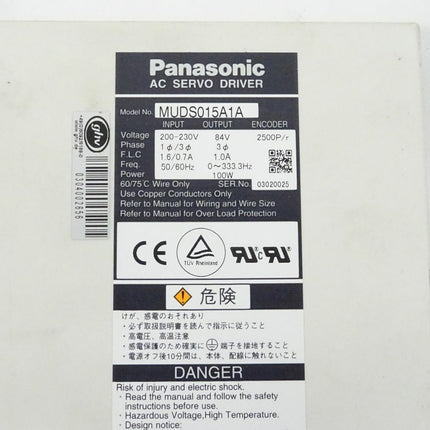 Panasonic
AC SERVO DRIVER
Model No. MUDS015A1A
INPUT OUTPUT ENCODER
Voltage 200-230V 84V 2500P/r
Phase 1φ/3φ 3φ
F.L.C 1.6/0.7A 1.0A
Freq. 50/60Hz 0~333.3Hz
Power 100W
60/75℃ Wire Only SER.No. 03020025
Use Copper Conductors Only
Refer to Manual for Wiring and Wire Size
Refer to Manual for Over Load Protection
ghv
0304002656
CE
TÜV Rheinland
危険
けが、感電のおそれあり
・必ず取扱説明書を読んで指示に従うこと
・高電圧、高温注意
・感電保護のため確実に端子を接地すること
・電源オフ後10分間は、本体、配線に触れないこと
DANGER
Risk of injury and electric shock.
・Read manual and follow the safety
instructions before use.
・Hazardous Voltage,High Temperature.
・Design notice: